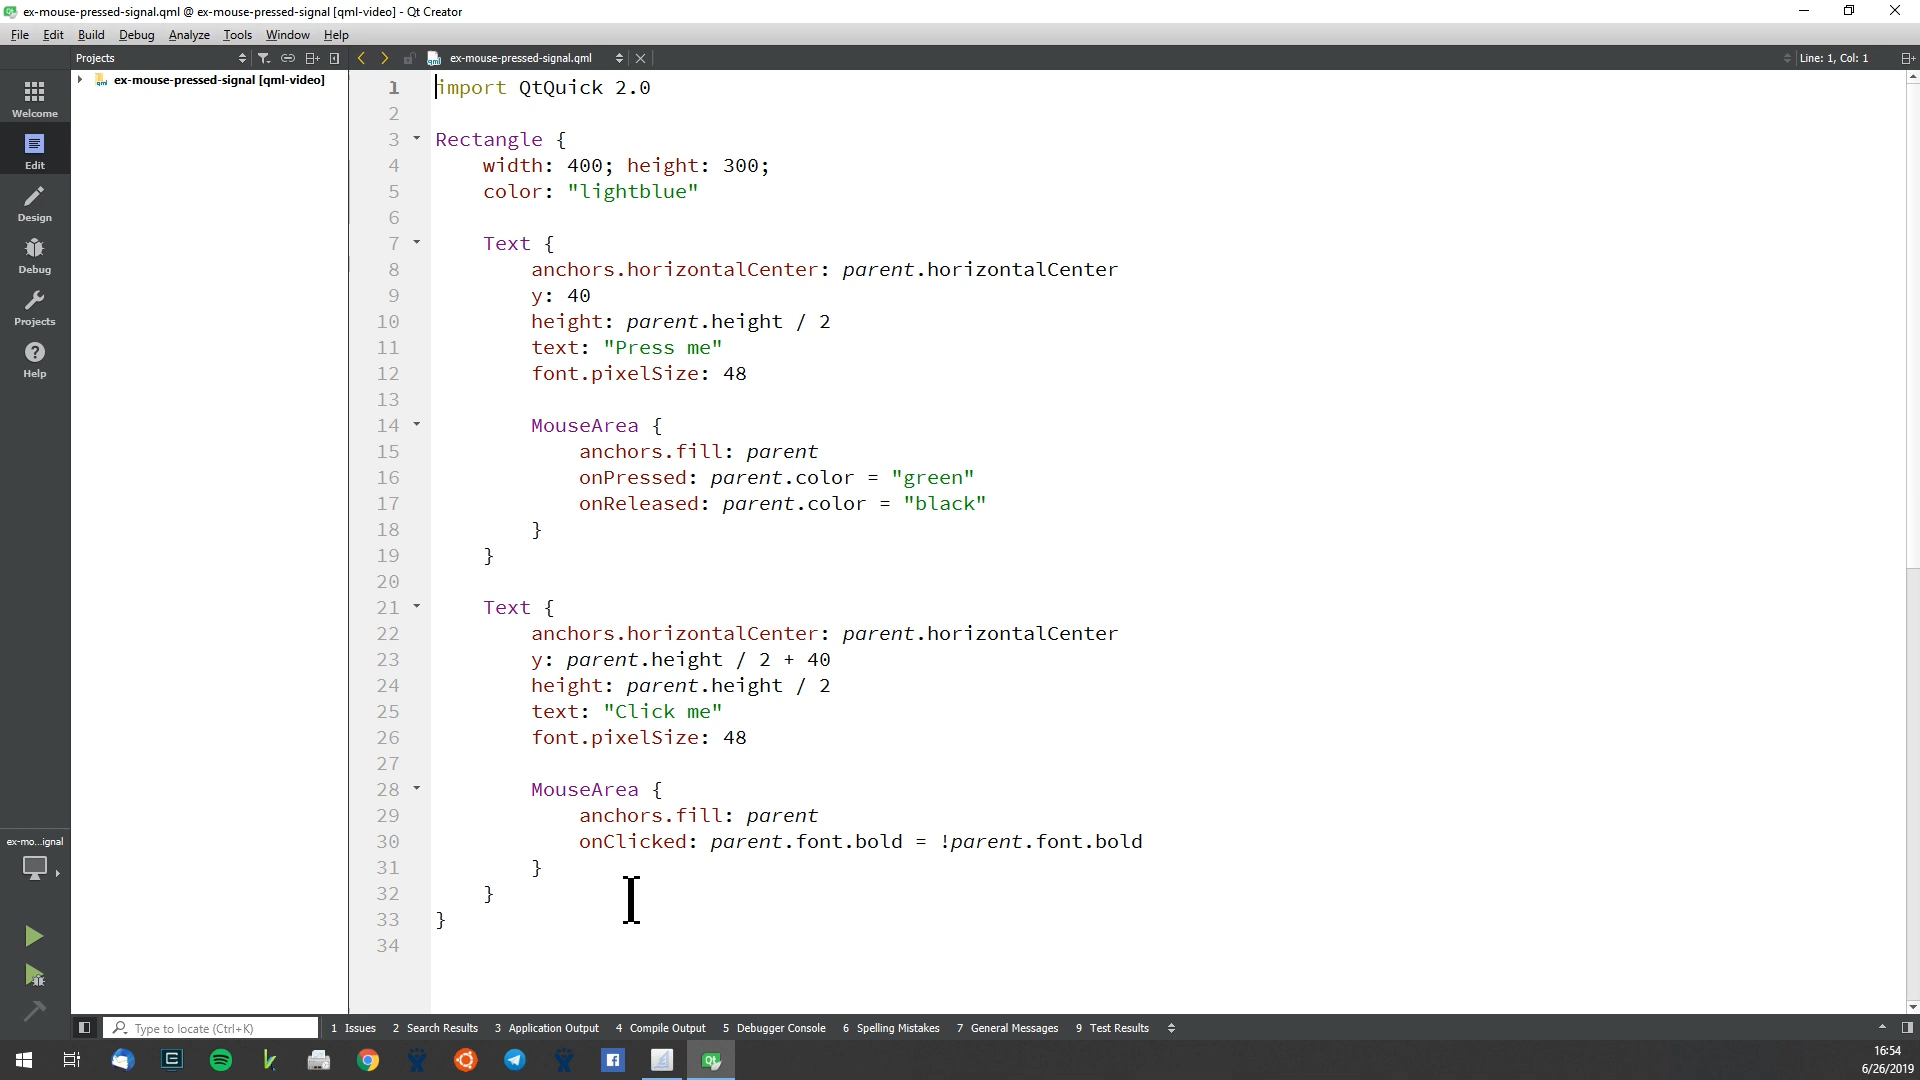 ex-mouse-pressed-signal.qml @ ex-mouse-pressed-signal [qml-video] - Qt Creator
File Edit Build Debug Analyze Tools Window Help
Projects ex-mouse-pressed-signal.qml Line: 1, Col: 1
ex-mouse-pressed-signal [qml-video]
Welcome
Edit
Design
Debug
Projects
Help
1 import QtQuick 2.0
2
3 Rectangle {
4 width: 400; height: 300;
5 color: "lightblue"
6
7 Text {
8 anchors.horizontalCenter: parent.horizontalCenter
9 y: 40
10 height: parent.height / 2
11 text: "Press me"
12 font.pixelSize: 48
13
14 MouseArea {
15 anchors.fill: parent
16 onPressed: parent.color = "green"
17 onReleased: parent.color = "black"
18 }
19 }
20
21 Text {
22 anchors.horizontalCenter: parent.horizontalCenter
23 y: parent.height / 2 + 40
24 height: parent.height / 2
25 text: "Click me"
26 font.pixelSize: 48
27
28 MouseArea {
29 anchors.fill: parent
30 onClicked: parent.font.bold = !parent.font.bold
31 }
32 }
33 }
34
ex-mo...ignal
Type to locate (Ctrl+K) 1 Issues 2 Search Results 3 Application Output 4 Compile Output 5 Debugger Console 6 Spelling Mistakes 7 General Messages 9 Test Results
16:54
6/26/2019